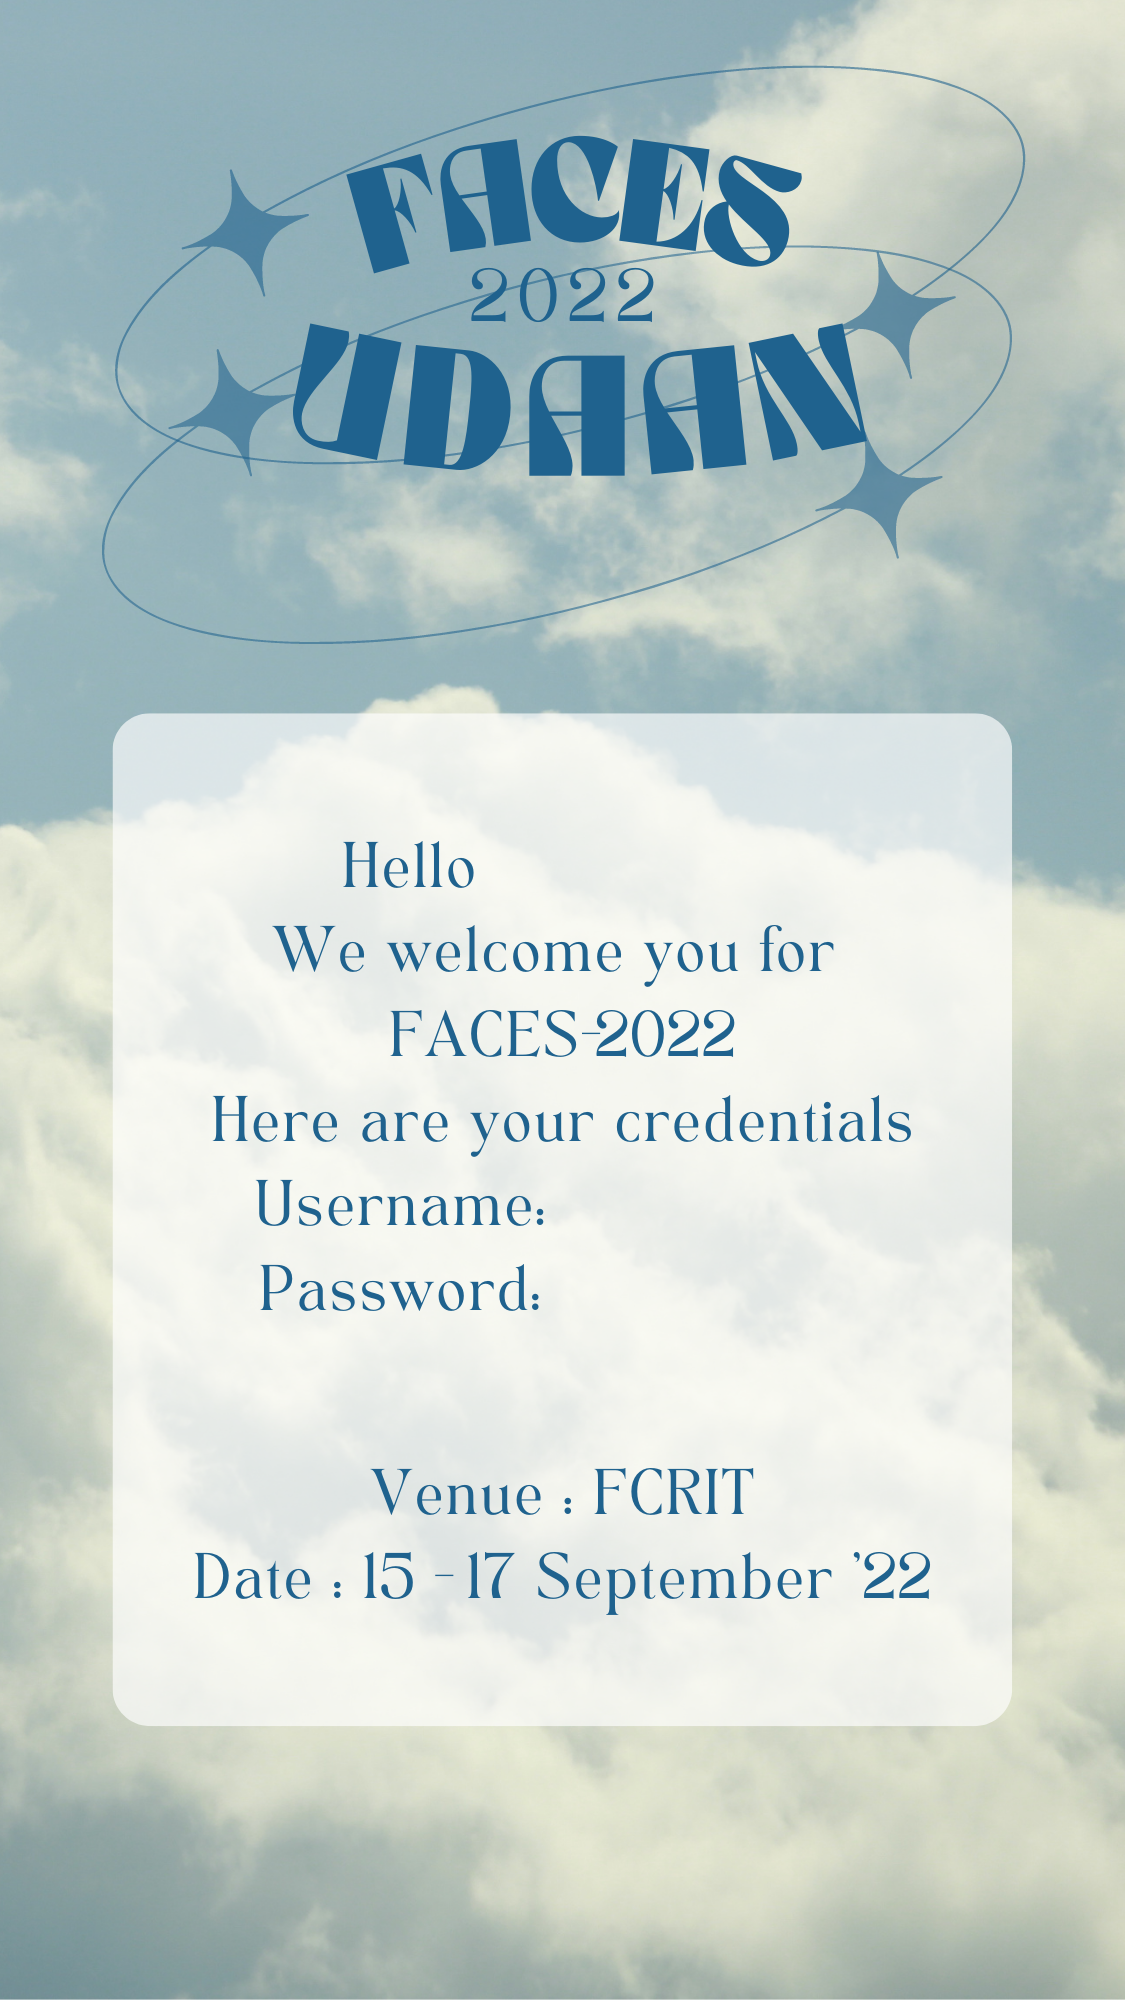 FACES
2022
UDAAN
Hello
We welcome you for
FACES-2022
Here are your credentials
Username:
Password:
Venue : FCRIT
Date : 15 - 17 September '22